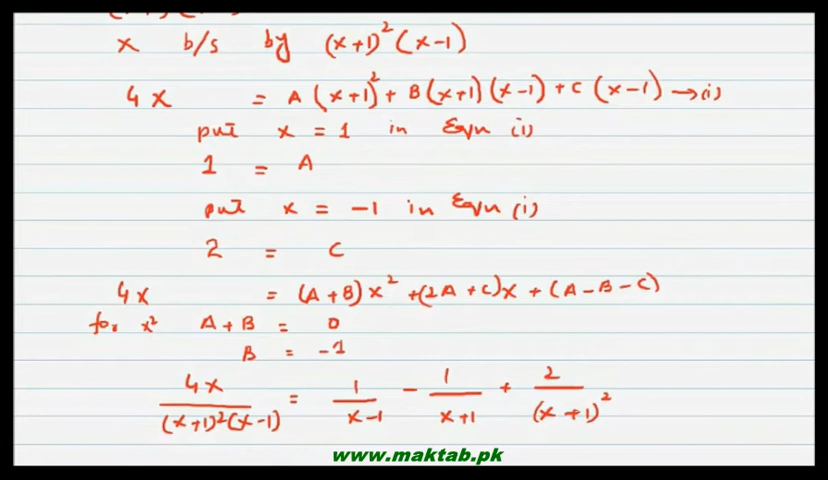 x b/s by (x+1)²(x-1)
4x = A(x+1)² + B(x+1)(x-1) + C(x-1) → (i)
put x = 1 in Eqn (i)
1 = A
put x = -1 in Eqn (i)
2 = C
4x = (A+B)x² + (2A+C)x + (A-B-C)
for x² A+B = 0
B = -1
4x/((x+1)²(x-1)) = 1/(x-1) - 1/(x+1) + 2/(x+1)²
www.maktab.pk